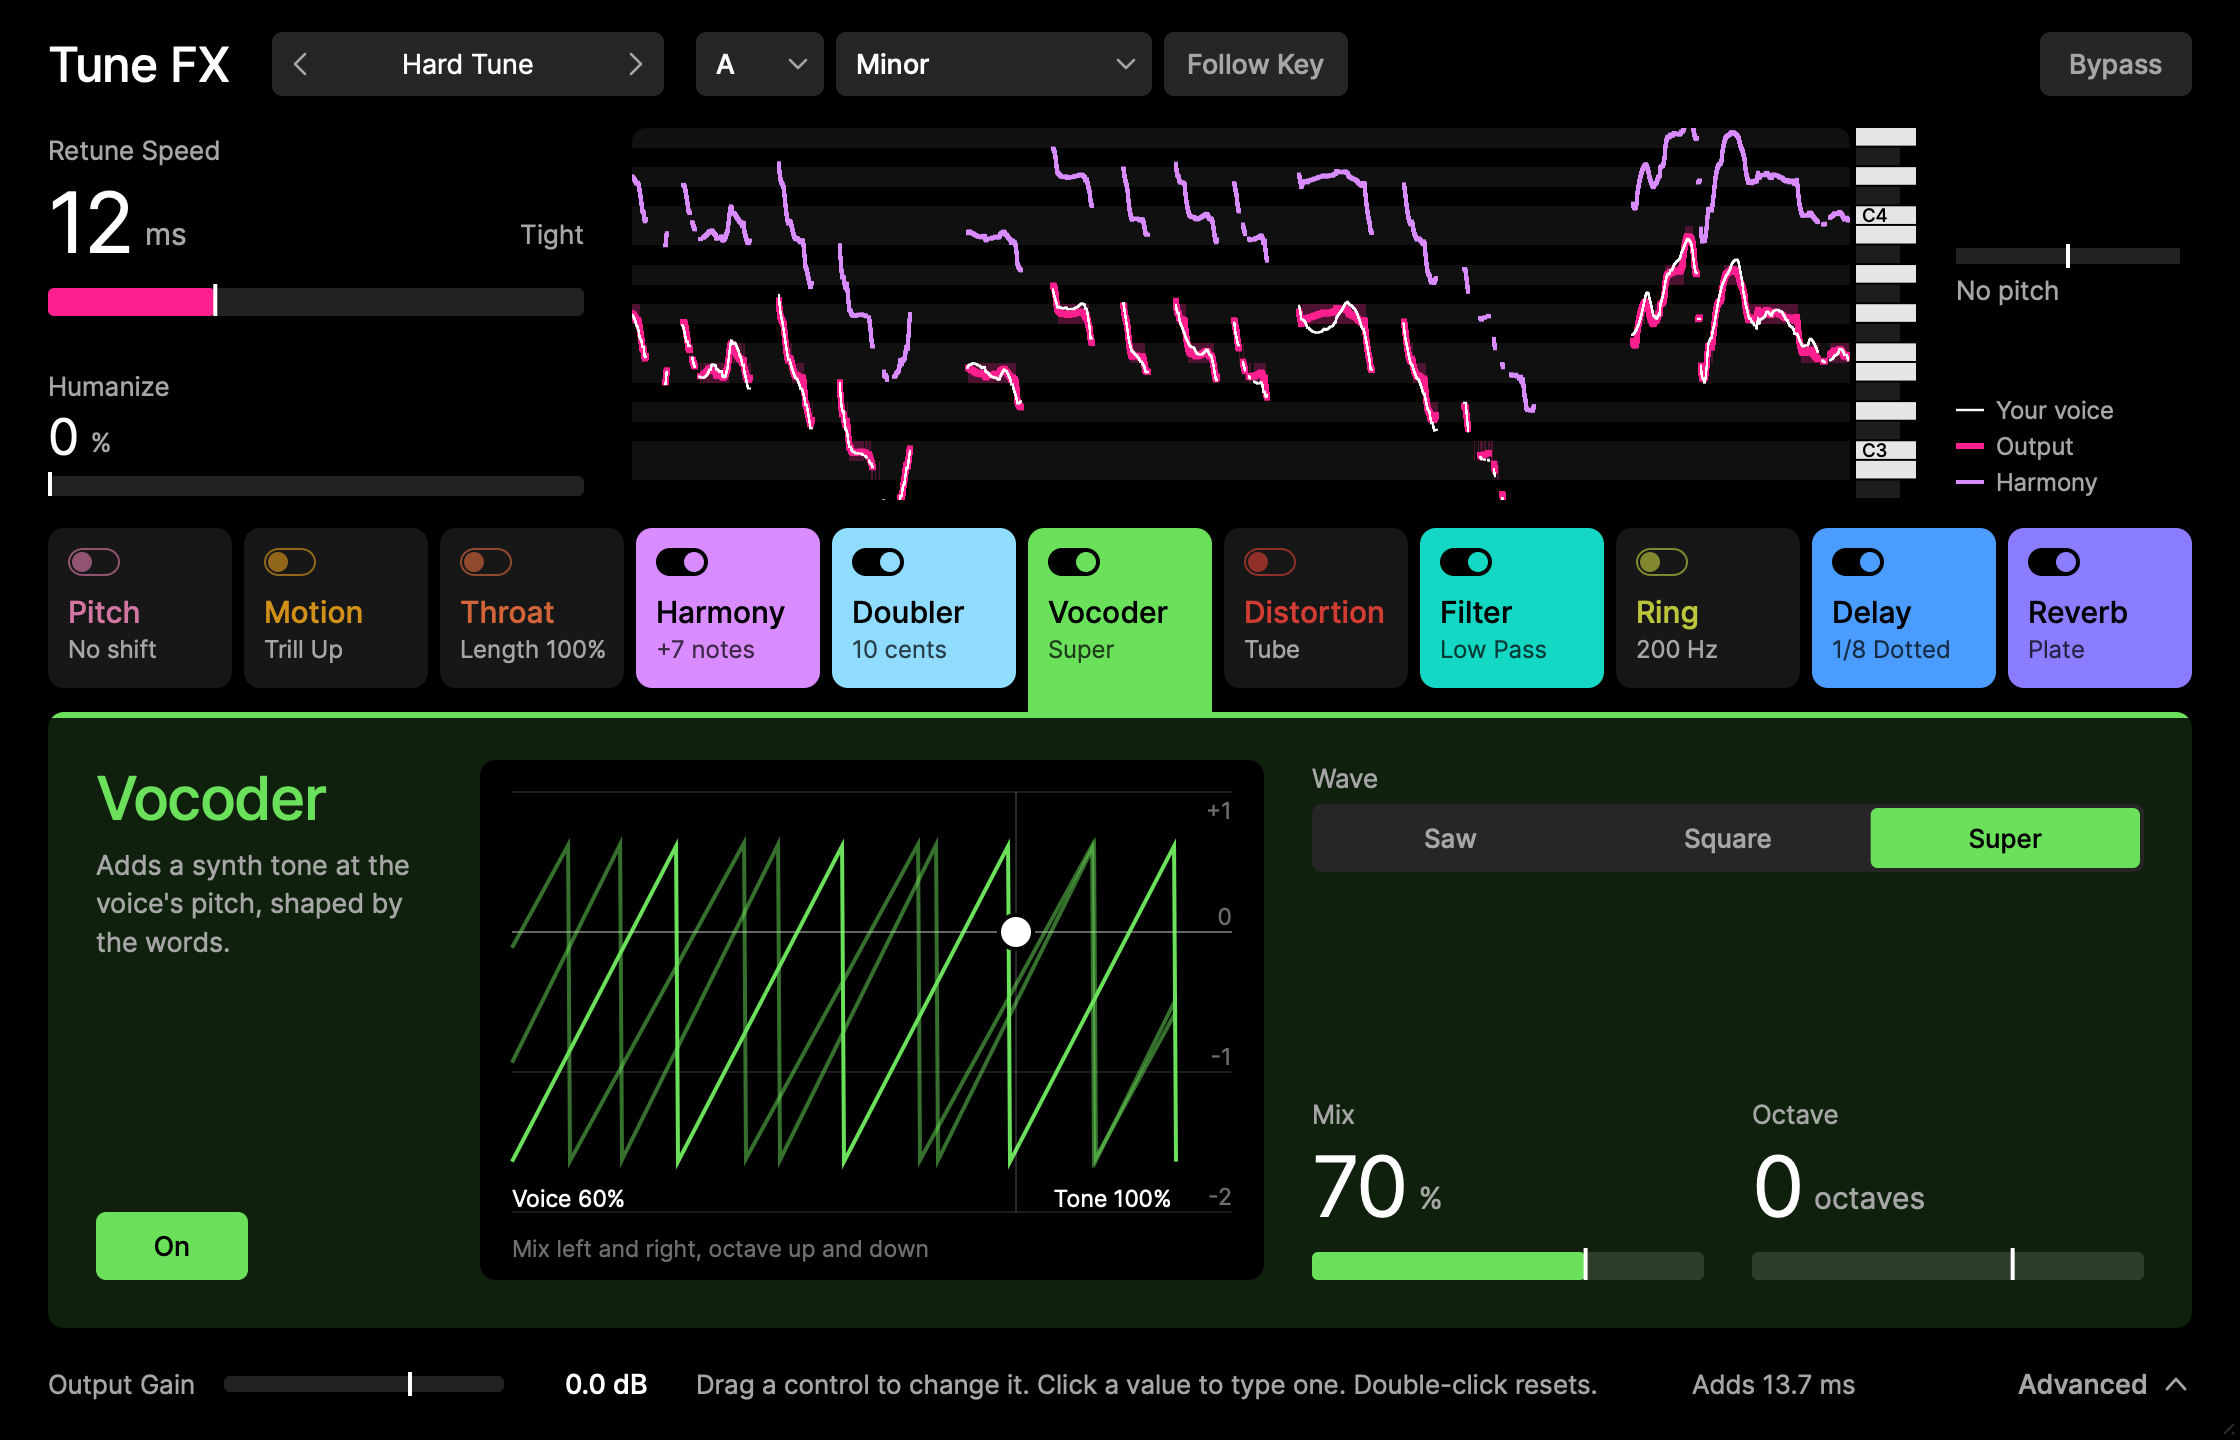 Tune FX
Hard Tune
A
Minor
Follow Key
Bypass
Retune Speed
12 ms
Tight
Humanize
0 %
C4
C3
No pitch
Your voice
Output
Harmony
Pitch
No shift
Motion
Trill Up
Throat
Length 100%
Harmony
+7 notes
Doubler
10 cents
Vocoder
Super
Distortion
Tube
Filter
Low Pass
Ring
200 Hz
Delay
1/8 Dotted
Reverb
Plate
Vocoder
Adds a synth tone at the
voice's pitch, shaped by
the words.
On
+1
0
-1
-2
Voice 60%
Tone 100%
Mix left and right, octave up and down
Wave
Saw
Square
Super
Mix
70 %
Octave
0 octaves
Output Gain
0.0 dB
Drag a control to change it. Click a value to type one. Double-click resets.
Adds 13.7 ms
Advanced